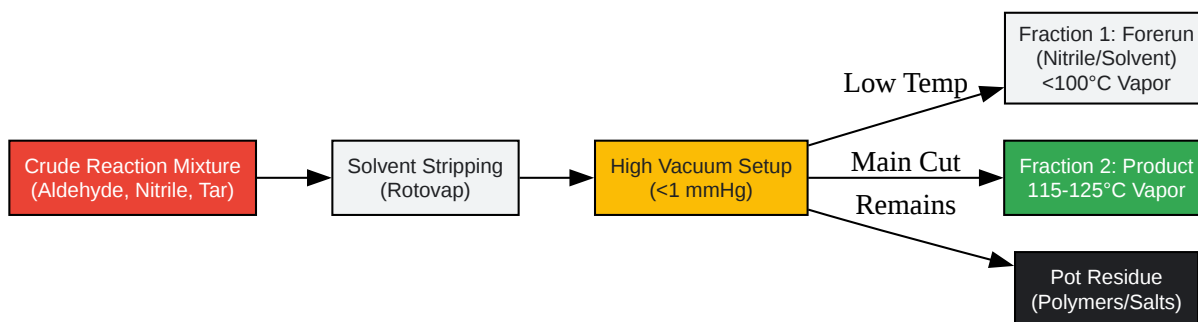 Crude Reaction Mixture
(Aldehyde, Nitrile, Tar)
Solvent Stripping
(Rotovap)
High Vacuum Setup
(<1 mmHg)
Low Temp
Main Cut
Remains
Fraction 1: Forerun
(Nitrile/Solvent)
<100°C Vapor
Fraction 2: Product
115-125°C Vapor
Pot Residue
(Polymers/Salts)